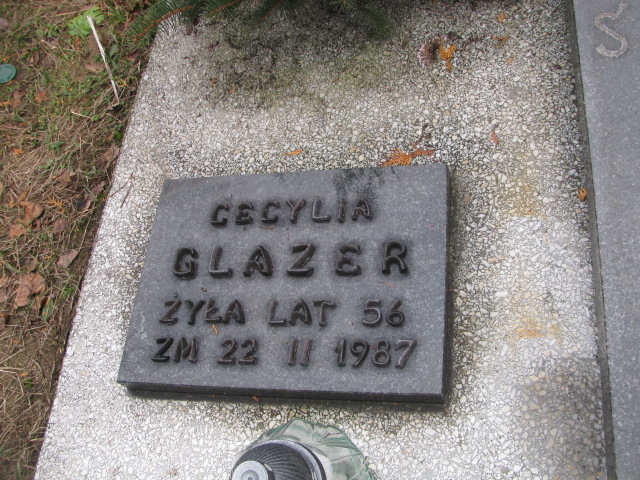 CECYLIA
GLAZER
ŻYŁA LAT 56
ZM 22 II 1987
Ś